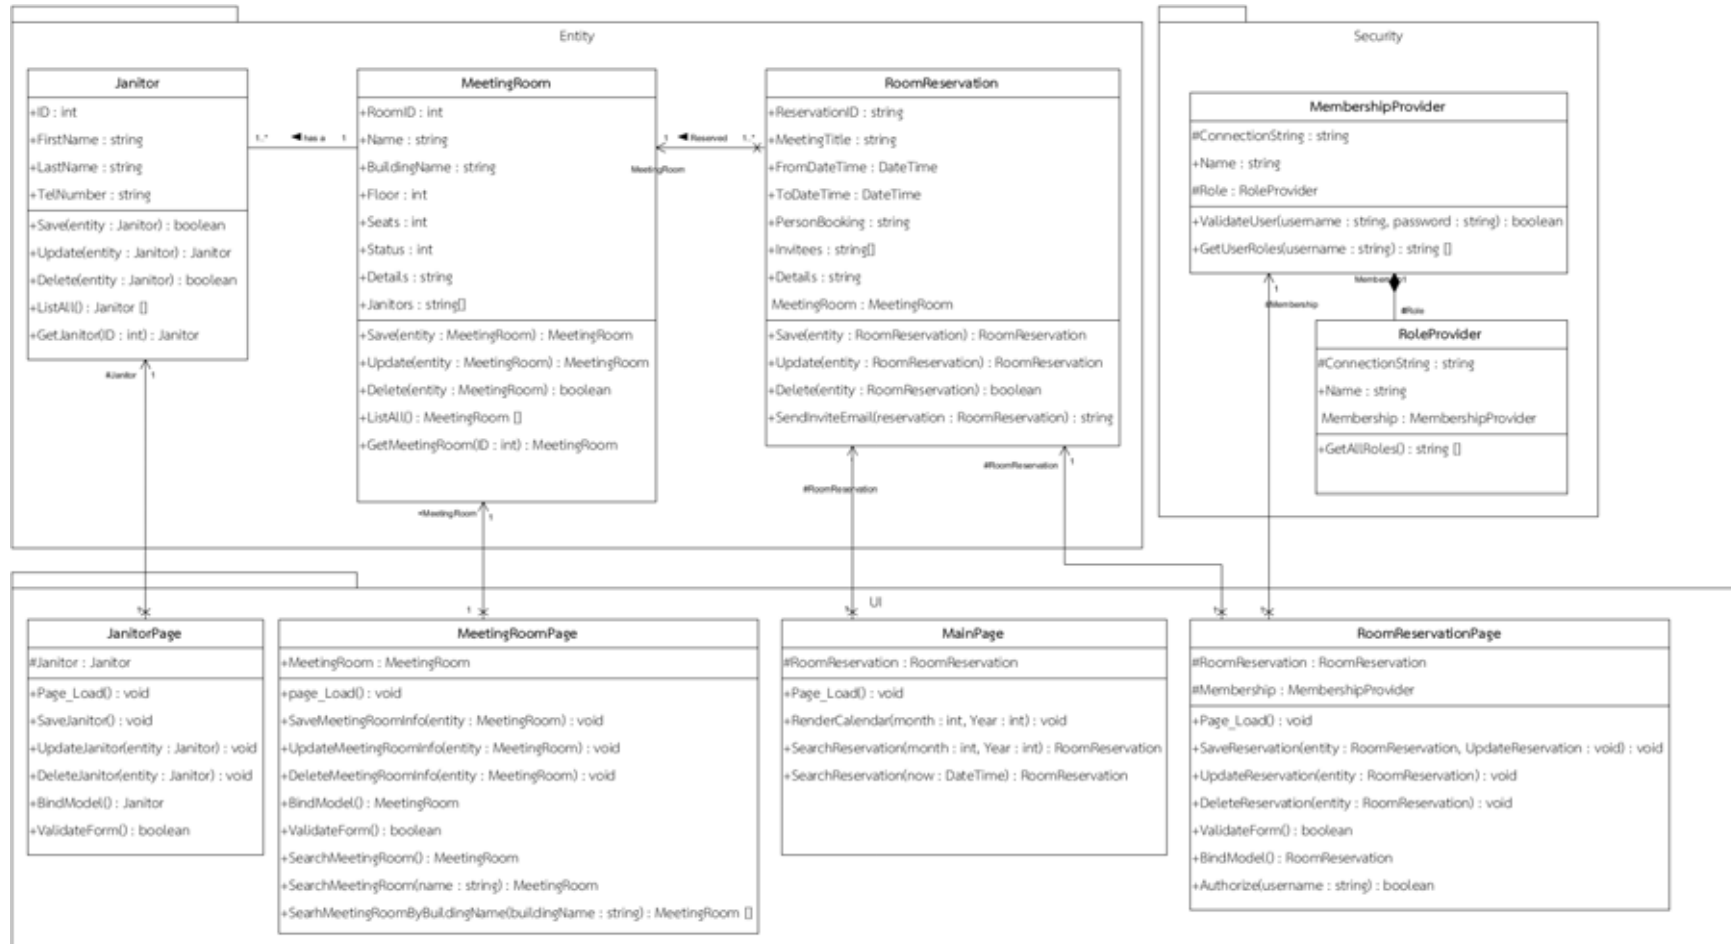 Entity
Janitor
+ID : int
+FirstName : string
+LastName : string
+TelNumber : string
+Save(entity : Janitor) : boolean
+Update(entity : Janitor) : Janitor
+Delete(entity : Janitor) : boolean
+ListAll() : Janitor []
+GetJanitor(ID : int) : Janitor
#Janitor
1
1..*
has a
1
MeetingRoom
+RoomID : int
+Name : string
+BuildingName : string
+Floor : int
+Seats : int
+Status : int
+Details : string
+Janitors : string[]
+Save(entity : MeetingRoom) : MeetingRoom
+Update(entity : MeetingRoom) : MeetingRoom
+Delete(entity : MeetingRoom) : boolean
+ListAll() : MeetingRoom []
+GetMeetingRoom(ID : int) : MeetingRoom
+MeetingRoom
1
1
Reserved
1..*
MeetingRoom
RoomReservation
+ReservationID : string
+MeetingTitle : string
+FromDateTime : DateTime
+ToDateTime : DateTime
+PersonBooking : string
+Invitees : string[]
+Details : string
MeetingRoom : MeetingRoom
+Save(entity : RoomReservation) : RoomReservation
+Update(entity : RoomReservation) : RoomReservation
+Delete(entity : RoomReservation) : boolean
+SendInviteEmail(reservation : RoomReservation) : string
#RoomReservation
#RoomReservation
1
Security
MembershipProvider
#ConnectionString : string
+Name : string
#Role : RoleProvider
+ValidateUser(username : string, password : string) : boolean
+GetUserRoles(username : string) : string []
1
#Membership
#Role
RoleProvider
#ConnectionString : string
+Name : string
Membership : MembershipProvider
+GetAllRoles() : string []
UI
JanitorPage
#Janitor : Janitor
+Page_Load() : void
+SaveJanitor() : void
+UpdateJanitor(entity : Janitor) : void
+DeleteJanitor(entity : Janitor) : void
+BindModel() : Janitor
+ValidateForm() : boolean
1
MeetingRoomPage
+MeetingRoom : MeetingRoom
+page_Load() : void
+SaveMeetingRoomInfo(entity : MeetingRoom) : void
+UpdateMeetingRoomInfo(entity : MeetingRoom) : void
+DeleteMeetingRoomInfo(entity : MeetingRoom) : void
+BindModel() : MeetingRoom
+ValidateForm() : boolean
+SearchMeetingRoom() : MeetingRoom
+SearchMeetingRoom(name : string) : MeetingRoom
+SearhMeetingRoomByBuildingName(buildingName : string) : MeetingRoom []
MainPage
#RoomReservation : RoomReservation
+Page_Load() : void
+RenderCalendar(month : int, Year : int) : void
+SearchReservation(month : int, Year : int) : RoomReservation
+SearchReservation(now : DateTime) : RoomReservation
RoomReservationPage
#RoomReservation : RoomReservation
#Membership : MembershipProvider
+Page_Load() : void
+SaveReservation(entity : RoomReservation, UpdateReservation : void) : void
+UpdateReservation(entity : RoomReservation) : void
+DeleteReservation(entity : RoomReservation) : void
+ValidateForm() : boolean
+BindModel() : RoomReservation
+Authorize(username : string) : boolean